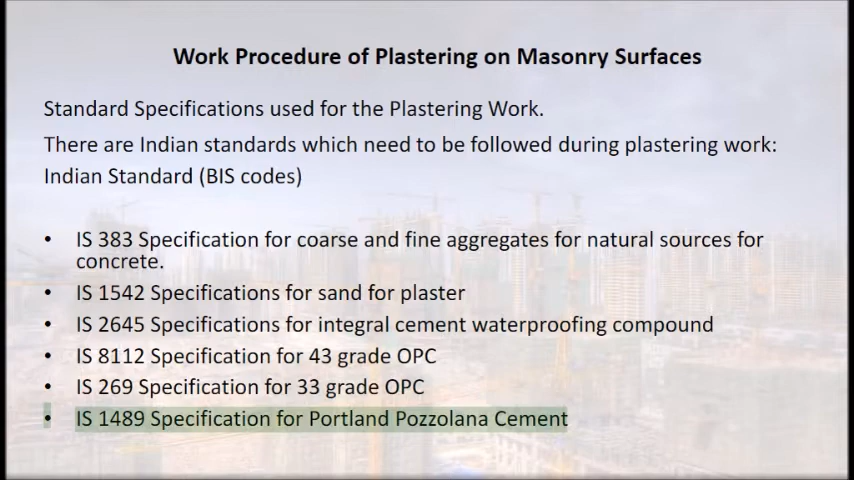 Work Procedure of Plastering on Masonry Surfaces
Standard Specifications used for the Plastering Work.
There are Indian standards which need to be followed during plastering work:
Indian Standard (BIS codes)
• IS 383 Specification for coarse and fine aggregates for natural sources for
concrete.
• IS 1542 Specifications for sand for plaster
• IS 2645 Specifications for integral cement waterproofing compound
• IS 8112 Specification for 43 grade OPC
• IS 269 Specification for 33 grade OPC
• IS 1489 Specification for Portland Pozzolana Cement